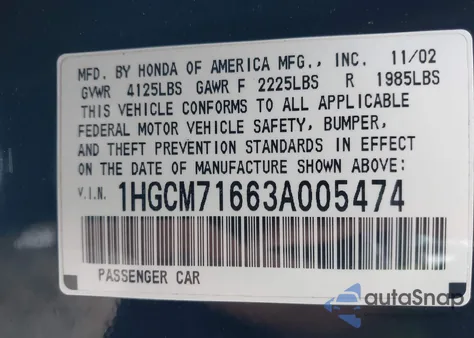 MFD. BY HONDA OF AMERICA MFG., INC. 11/02
GVWR 4125LBS GAWR F 2225LBS R 1985LBS
THIS VEHICLE CONFORMS TO ALL APPLICABLE
FEDERAL MOTOR VEHICLE SAFETY, BUMPER,
AND THEFT PREVENTION STANDARDS IN EFFECT
ON THE DATE OF MANUFACTURE SHOWN ABOVE:
V.I.N. 1HGCM71663A005474
PASSENGER CAR
autaSnap